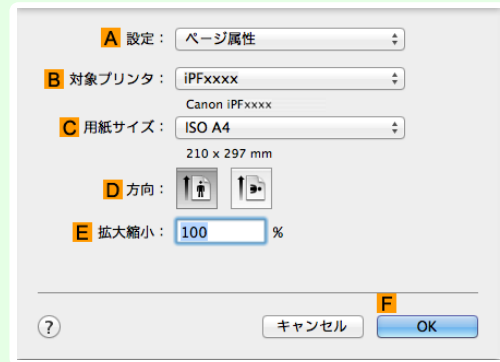 A 設定： ページ属性
B 対象プリンタ： iPFxxxx
Canon iPFxxxx
C 用紙サイズ： ISO A4
210 x 297 mm
D 方向：
E 拡大縮小： 100 %
F
? キャンセル OK